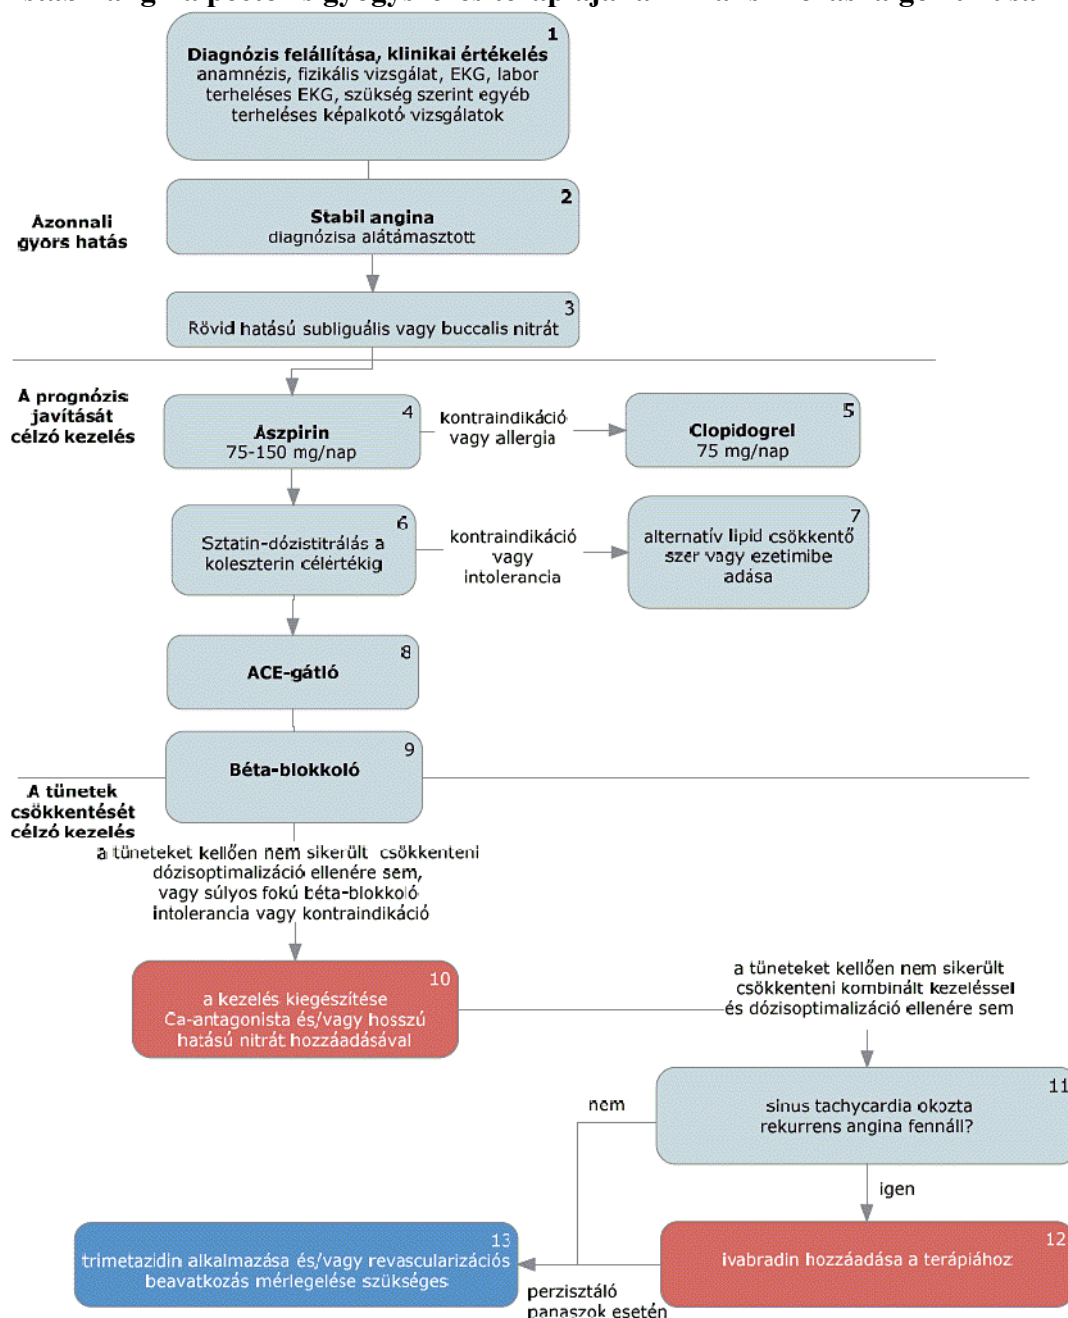 1
Diagnózis felállítása, klinikai értékelés
anamnézis, fizikális vizsgálat, EKG, labor
terheléses EKG, szükség szerint egyéb
terheléses képalkotó vizsgálatok
2
Stabil angina
diagnózisa alátámasztott
Azonnali
gyors hatás
3
Rövid hatású subliguális vagy buccalis nitrát
A prognózis
javítását
célzó kezelés
4
Aszpirin
75-150 mg/nap
kontraindikáció
vagy allergia
5
Clopidogrel
75 mg/nap
6
Sztatin-dózistitrálás a
koleszterin célértékig
kontraindikáció
vagy
intolerancia
7
alternatív lipid csökkentő
szer vagy ezetimibe
adása
8
ACE-gátló
9
Béta-blokkoló
A tünetek
csökkentését
célzó kezelés
a tüneteket kellően nem sikerült csökkenteni
dózisoptimalizáció ellenére sem,
vagy súlyos fokú béta-blokkoló
intolerancia vagy kontraindikáció
10
a kezelés kiegészítése
Ca-antagonista és/vagy hosszú
hatású nitrát hozzáadásával
a tüneteket kellően nem sikerült
csökkenteni kombinált kezeléssel
és dózisoptimalizáció ellenére sem
11
sinus tachycardia okozta
rekurrens angina fennáll?
nem
igen
12
ivabradin hozzáadása a terápiához
13
trimetazidin alkalmazása és/vagy revascularizációs
beavatkozás mérlegelése szükséges
perzisztáló
panaszok esetén